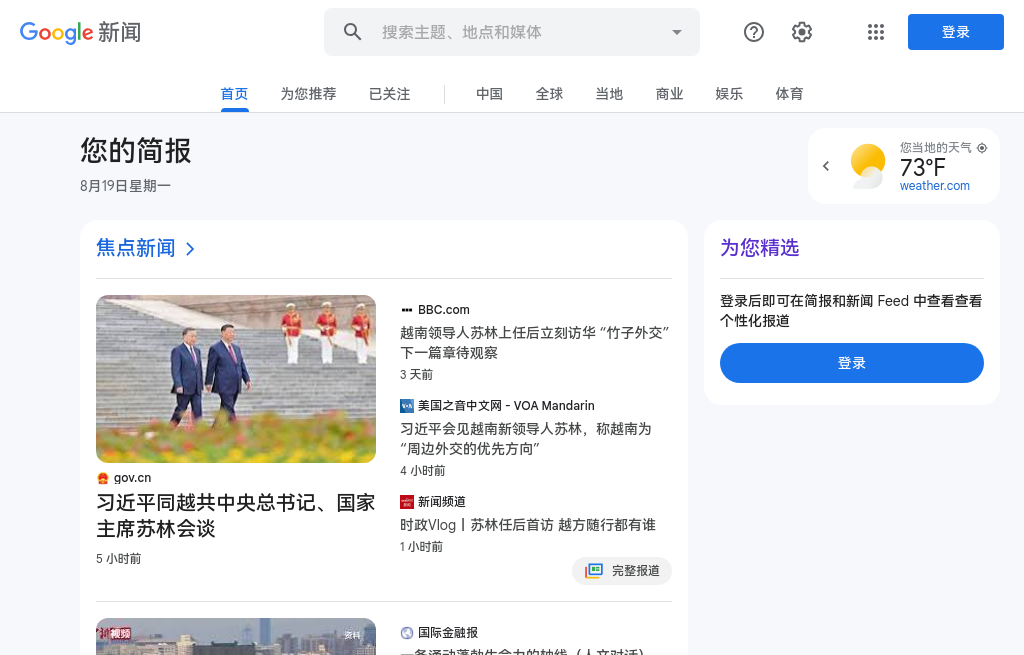 Google 新闻
搜索主题、地点和媒体
登录
首页
为您推荐
已关注
中国
全球
当地
商业
娱乐
体育
您的简报
8月19日星期一
您当地的天气
73°F
weather.com
焦点新闻
gov.cn
习近平同越共中央总书记、国家
主席苏林会谈
5 小时前
BBC.com
越南领导人苏林上任后立刻访华 “竹子外交”
下一篇章待观察
3 天前
美国之音中文网 - VOA Mandarin
习近平会见越南新领导人苏林，称越南为
“周边外交的优先方向”
4 小时前
新闻频道
时政Vlog丨苏林任后首访 越方随行都有谁
1 小时前
完整报道
为您精选
登录后即可在简报和新闻 Feed 中查看查看
个性化报道
登录
视频
资料
国际金融报